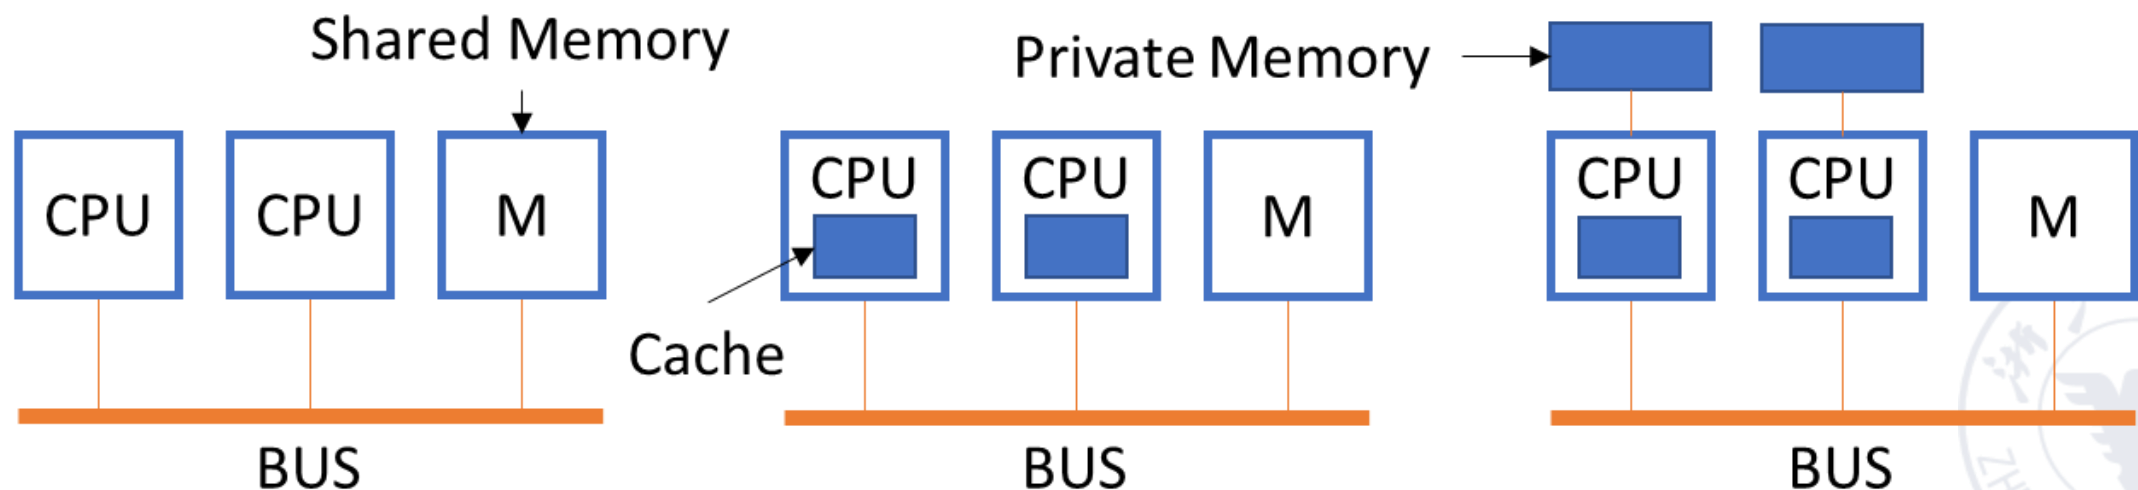 Shared Memory
Private Memory
CPU
CPU
M
CPU
CPU
M
CPU
CPU
M
Cache
BUS
BUS
BUS